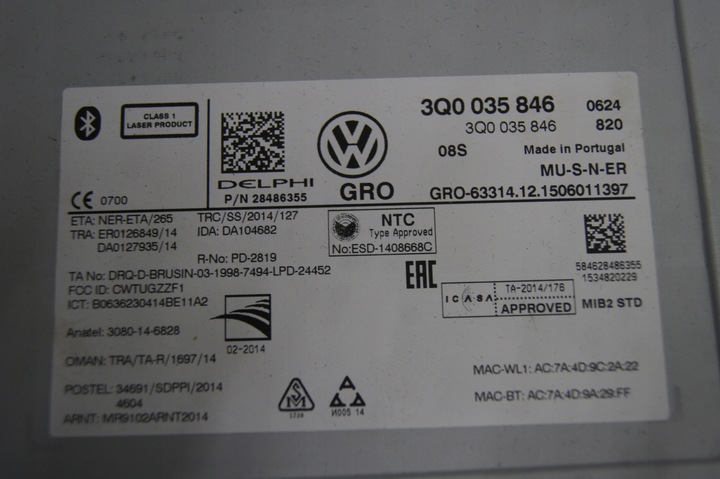 CLASS 1
LASER PRODUCT
DELPHI
P/N 28486355
GRO
3Q0 035 846 0624
3Q0 035 846 820
08S Made in Portugal
MU-S-N-ER
GRO-63314.12.1506011397
CE 0700
ETA: NER-ETA/265
TRA: ER0126849/14
DA0127935/14
TRC/SS/2014/127
IDA: DA104682
R-No: PD-2819
NTC
Type Approved
No:ESD-1408668C
TA No: DRQ-D-BRUSIN-03-1998-7494-LPD-24452
FCC ID: CWTUGZZF1
ICT: B0636230414BE11A2
EAC
ICASA
TA-2014/176
APPROVED
584628486355
1534820229
MIB2 STD
Anatel: 3080-14-6828
02-2014
OMAN: TRA/TA-R/1697/14
POSTEL: 34691/SDPPI/2014
4604
ARNT: MR9102ARNT2014
И005 14
MAC-WL1: AC:7A:4D:9C:2A:22
MAC-BT: AC:7A:4D:9A:29:FF